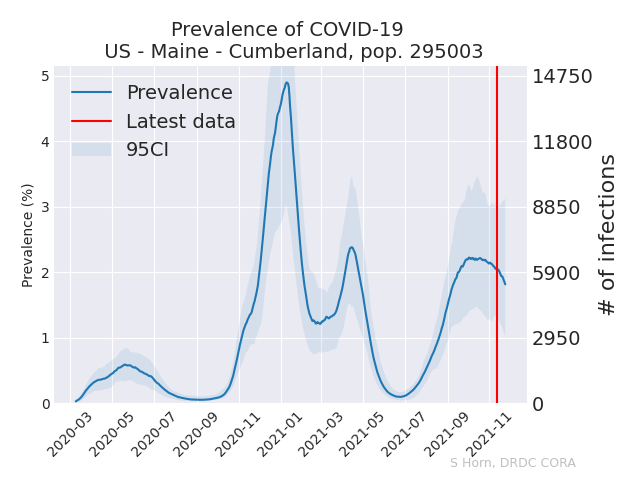 Prevalence of COVID-19
US - Maine - Cumberland, pop. 295003
Prevalence
Latest data
95CI
Prevalence (%)
5
4
3
2
1
0
14750
11800
8850
5900
2950
0
# of infections
2020-03
2020-05
2020-07
2020-09
2020-11
2021-01
2021-03
2021-05
2021-07
2021-09
2021-11
S Horn, DRDC CORA